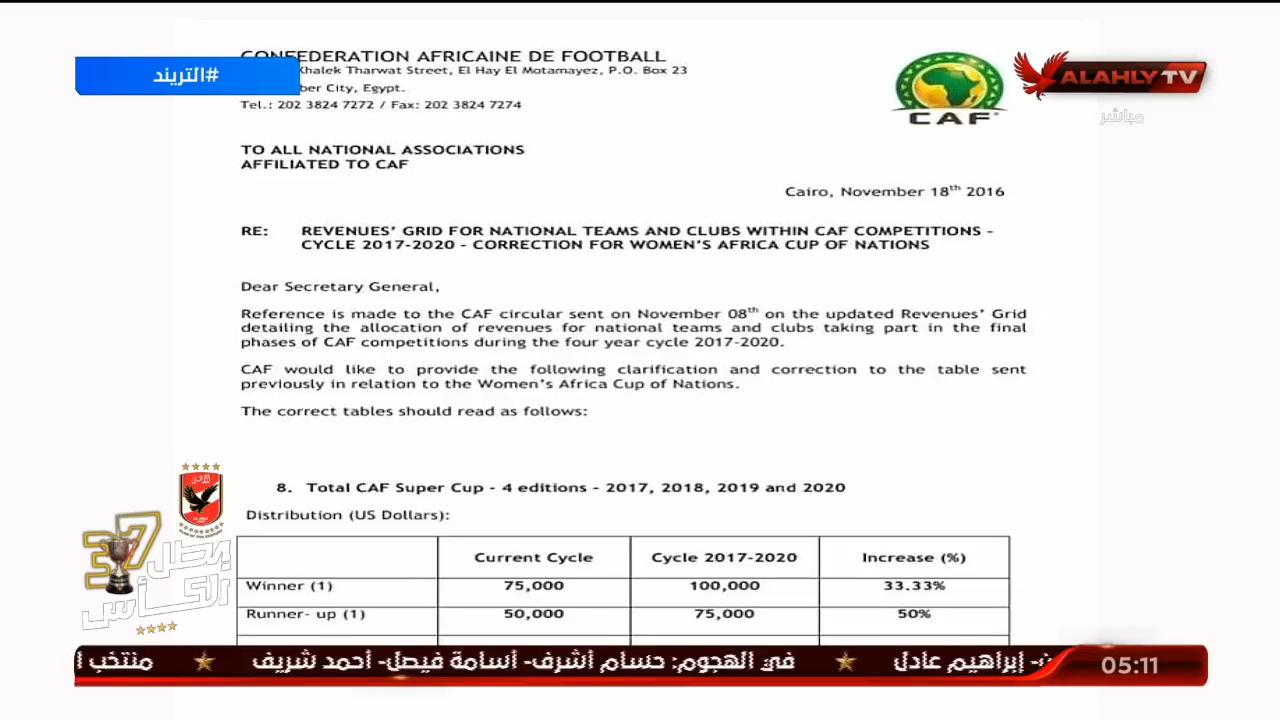 CONFEDERATION AFRICAINE DE FOOTBALL
#التريند
Khalek Tharwat Street, El Hay El Motamayez, P.O. Box 23
ber City, Egypt.
Tel.: 202 3824 7272 / Fax: 202 3824 7274
CAF
ALAHLY TV
مباشر
TO ALL NATIONAL ASSOCIATIONS
AFFILIATED TO CAF
Cairo, November 18th 2016
RE: REVENUES' GRID FOR NATIONAL TEAMS AND CLUBS WITHIN CAF COMPETITIONS -
CYCLE 2017-2020 - CORRECTION FOR WOMEN'S AFRICA CUP OF NATIONS
Dear Secretary General,
Reference is made to the CAF circular sent on November 08th on the updated Revenues' Grid
detailing the allocation of revenues for national teams and clubs taking part in the final
phases of CAF competitions during the four year cycle 2017-2020.
CAF would like to provide the following clarification and correction to the table sent
previously in relation to the Women's Africa Cup of Nations.
The correct tables should read as follows:
8. Total CAF Super Cup - 4 editions - 2017, 2018, 2019 and 2020
Distribution (US Dollars):
Current Cycle Cycle 2017-2020 Increase (%)
Winner (1) 75,000 100,000 33.33%
Runner- up (1) 50,000 75,000 50%
37
بطل
الكأس
- إبراهيم عادل ★ في الهجوم: حسام أشرف- أسامة فيصل- أحمد شريف ★ منتخب
05:11